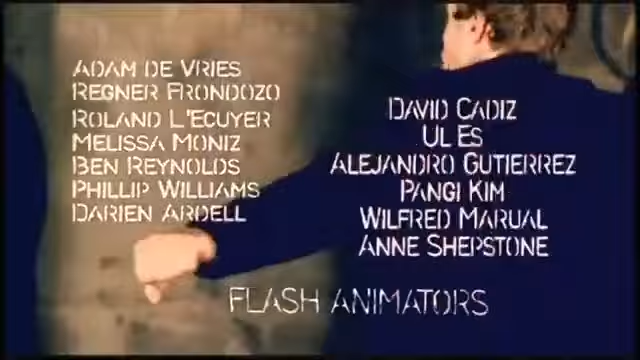 ADAM DE VRIES
REGNER FRONDOZO
ROLAND L'ECUYER
MELISSA MONIZ
BEN REYNOLDS
PHILLIP WILLIAMS
DARIEN ARDELL
DAVID CADIZ
UL ES
ALEJANDRO GUTIERREZ
PANGI KIM
WILFRED MARUAL
ANNE SHEPSTONE
FLASH ANIMATORS